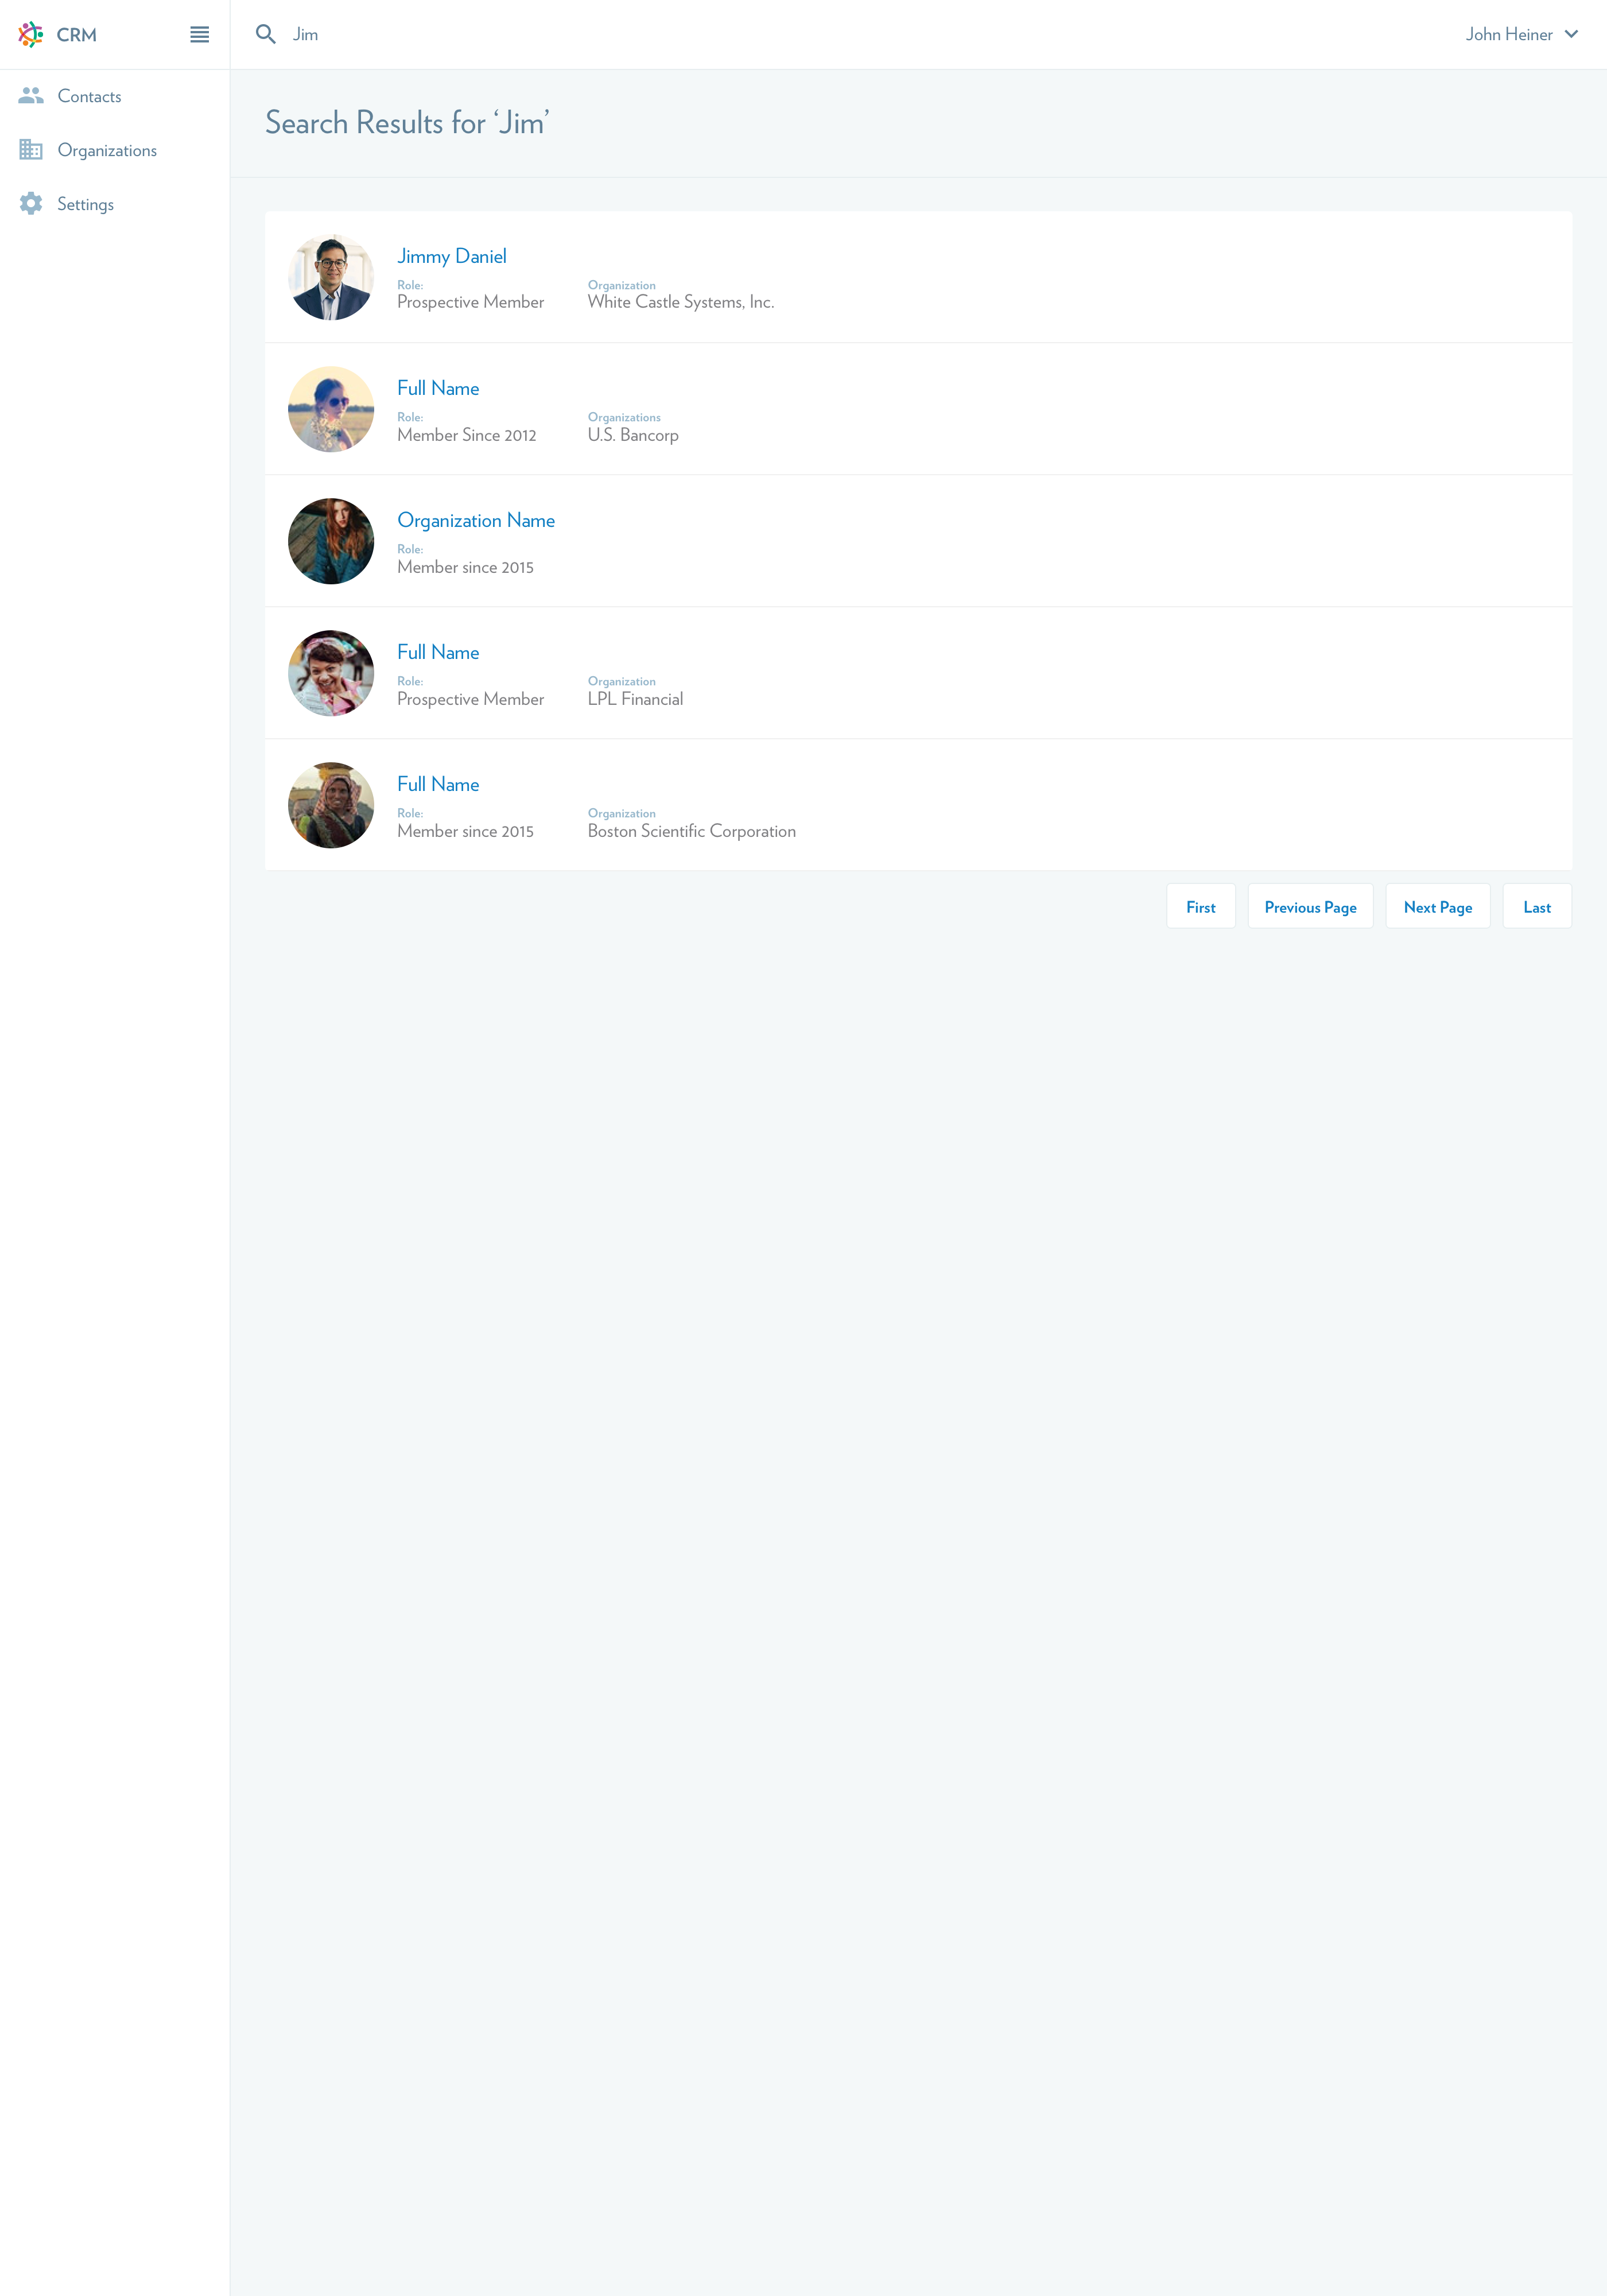 CRM
Jim
John Heiner
Contacts
Organizations
Settings
Search Results for ‘Jim’
Jimmy Daniel
Role:
Organization
Prospective Member
White Castle Systems, Inc.
Full Name
Role:
Organizations
Member Since 2012
U.S. Bancorp
Organization Name
Role:
Member since 2015
Full Name
Role:
Organization
Prospective Member
LPL Financial
Full Name
Role:
Organization
Member since 2015
Boston Scientific Corporation
First
Previous Page
Next Page
Last